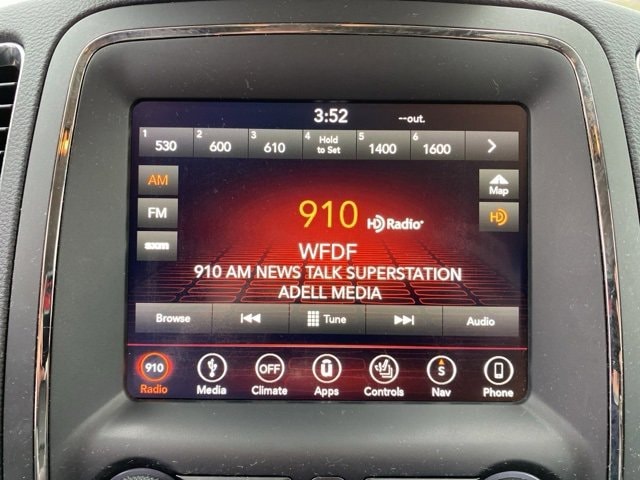 3:52 --out.
1 530 2 600 3 610 4 Hold to Set 5 1400 6 1600
AM
Map
FM
910 HD Radio
HD
sxm
WFDF
910 AM NEWS TALK SUPERSTATION
ADELL MEDIA
Browse Tune Audio
910 OFF S
Radio Media Climate Apps Controls Nav Phone